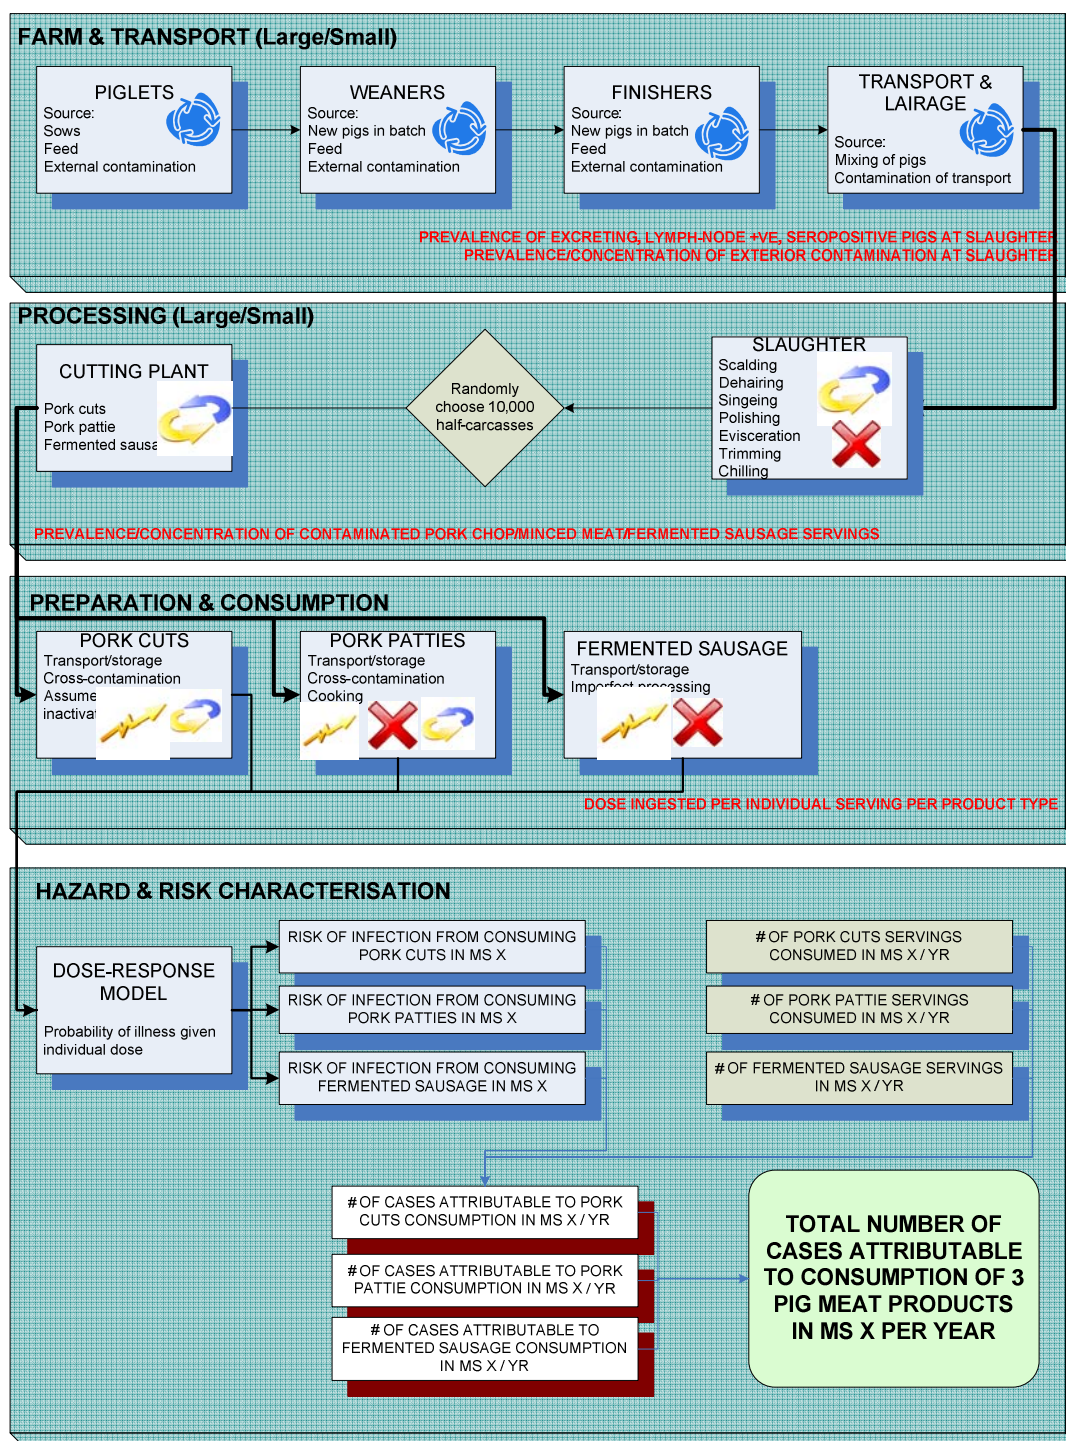 FARM & TRANSPORT (Large/Small)
PIGLETS
Source:
Sows
Feed
External contamination
WEANERS
Source:
New pigs in batch
Feed
External contamination
FINISHERS
Source:
New pigs in batch
Feed
External contamination
TRANSPORT &
LAIRAGE
Source:
Mixing of pigs
Contamination of transport
PREVALENCE OF EXCRETING, LYMPH-NODE +VE, SEROPOSITIVE PIGS AT SLAUGHTER
PREVALENCE/CONCENTRATION OF EXTERIOR CONTAMINATION AT SLAUGHTER
PROCESSING (Large/Small)
CUTTING PLANT
Pork cuts
Pork pattie
Fermented sausa
Randomly
choose 10,000
half-carcasses
SLAUGHTER
Scalding
Dehairing
Singeing
Polishing
Evisceration
Trimming
Chilling
PREVALENCE/CONCENTRATION OF CONTAMINATED PORK CHOP/MINCED MEAT/FERMENTED SAUSAGE SERVINGS
PREPARATION & CONSUMPTION
PORK CUTS
Transport/storage
Cross-contamination
Assume
inactivat
PORK PATTIES
Transport/storage
Cross-contamination
Cooking
FERMENTED SAUSAGE
Transport/storage
Imperfect processing
DOSE INGESTED PER INDIVIDUAL SERVING PER PRODUCT TYPE
HAZARD & RISK CHARACTERISATION
DOSE-RESPONSE
MODEL
Probability of illness given
individual dose
RISK OF INFECTION FROM CONSUMING
PORK CUTS IN MS X
RISK OF INFECTION FROM CONSUMING
PORK PATTIES IN MS X
RISK OF INFECTION FROM CONSUMING
FERMENTED SAUSAGE IN MS X
# OF PORK CUTS SERVINGS
CONSUMED IN MS X / YR
# OF PORK PATTIE SERVINGS
CONSUMED IN MS X / YR
# OF FERMENTED SAUSAGE SERVINGS
IN MS X / YR
# OF CASES ATTRIBUTABLE TO PORK
CUTS CONSUMPTION IN MS X / YR
# OF CASES ATTRIBUTABLE TO PORK
PATTIE CONSUMPTION IN MS X / YR
# OF CASES ATTRIBUTABLE TO
FERMENTED SAUSAGE CONSUMPTION
IN MS X / YR
TOTAL NUMBER OF
CASES ATTRIBUTABLE
TO CONSUMPTION OF 3
PIG MEAT PRODUCTS
IN MS X PER YEAR